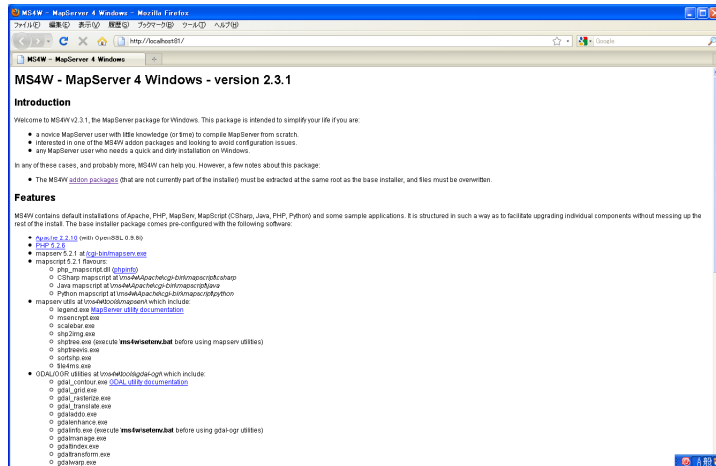 MS4W - MapServer 4 Windows - Mozilla Firefox
ファイル(F) 編集(E) 表示(V) 履歴(S) ブックマーク(B) ツール(T) ヘルプ(H)
http://localhost81/
Google
MS4W - MapServer 4 Windows
MS4W - MapServer 4 Windows - version 2.3.1
Introduction
Welcome to MS4W v2.3.1, the MapServer package for Windows. This package is intended to simplify your life if you are:
a novice MapServer user with little knowledge (or time) to compile MapServer from scratch.
interested in one of the MS4W addon packages and looking to avoid configuration issues.
any MapServer user who needs a quick and dirty installation on Windows.
In any of these cases, and probably more, MS4W can help you. However, a few notes about this package:
The MS4W addon packages (that are not currently part of the installer) must be extracted at the same root as the base installer, and files must be overwritten.
Features
MS4W contains default installations of Apache, PHP, MapServ, MapScript (CSharp, Java, PHP, Python) and some sample applications. It is structured in such a way as to facilitate upgrading individual components without messing up the
rest of the install. The base installer package comes pre-configured with the following software:
Apache 2.2.10 (with OpenSSL 0.9.8i)
PHP 5.2.6
mapserv 5.2.1 at /cgi-bin/mapserv.exe
mapscript 5.2.1 flavours:
php_mapscript.dll (phpinfo)
CSharp mapscript at \ms4w\Apache\cgi-bin\mapscript\csharp
Java mapscript at \ms4w\Apache\cgi-bin\mapscript\java
Python mapscript at \ms4w\Apache\cgi-bin\mapscript\python
mapserv utils at \ms4w\tools\mapserv\ which include:
legend.exe MapServer utility documentation
msencrypt.exe
scalebar.exe
shp2img.exe
shptree.exe (execute \ms4w\setenv.bat before using mapserv utilities)
shptreevis.exe
sortshp.exe
tile4ms.exe
GDAL/OGR utilities at \ms4w\tools\gdal-ogr\ which include:
gdal_contour.exe GDAL utility documentation
gdal_grid.exe
gdal_rasterize.exe
gdal_translate.exe
gdaladdo.exe
gdalenhance.exe
gdalinfo.exe (execute \ms4w\setenv.bat before using gdal-ogr utilities)
gdalmanage.exe
gdaltindex.exe
gdaltransform.exe
gdalwarp.exe
A 般